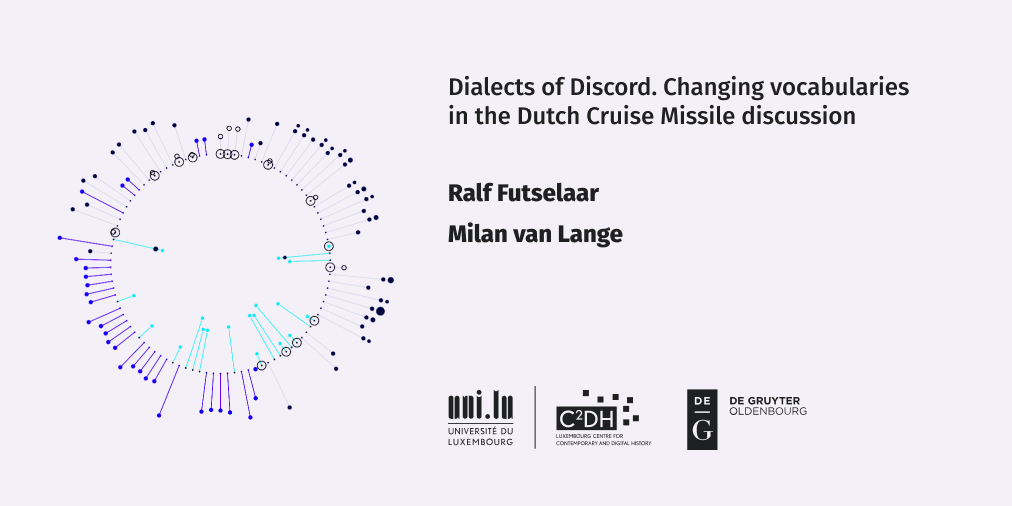 Dialects of Discord. Changing vocabularies
in the Dutch Cruise Missile discussion
Ralf Futselaar
Milan van Lange
uni.lu
UNIVERSITÉ DU
LUXEMBOURG
C²DH
LUXEMBOURG CENTRE FOR
CONTEMPORARY AND DIGITAL HISTORY
DE
G
DE GRUYTER
OLDENBOURG